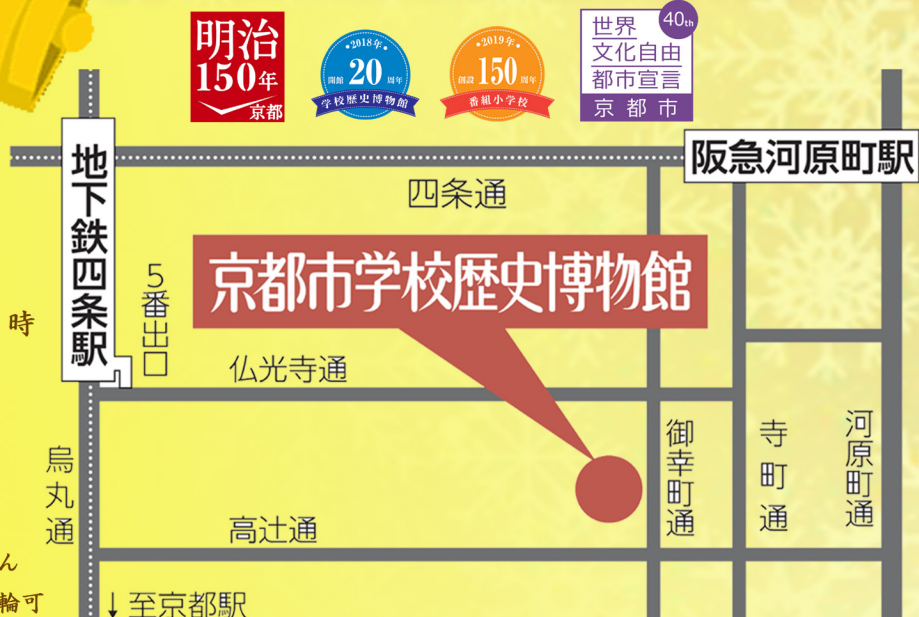 明治
150年
京都
•2018年•
開館 20 周年
学校歴史博物館
•2019年•
創設 150 周年
番組小学校
世界
文化自由
都市宣言
京都市
40th
地下鉄四条駅
阪急河原町駅
四条通
京都市学校歴史博物館
5番出口
時
仏光寺通
烏丸通
御幸町通
寺町通
河原町通
高辻通
ん
輪可
↓至京都駅